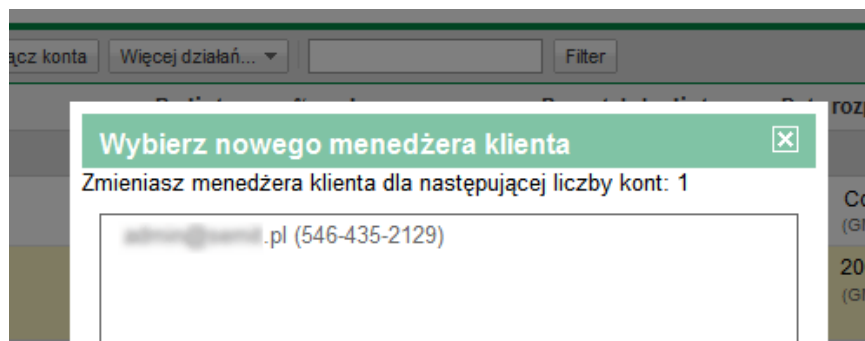 ącz konta Więcej działań... Filter
Wybierz nowego menedżera klienta
Zmieniasz menedżera klienta dla następującej liczby kont: 1
.pl (546-435-2129)
20